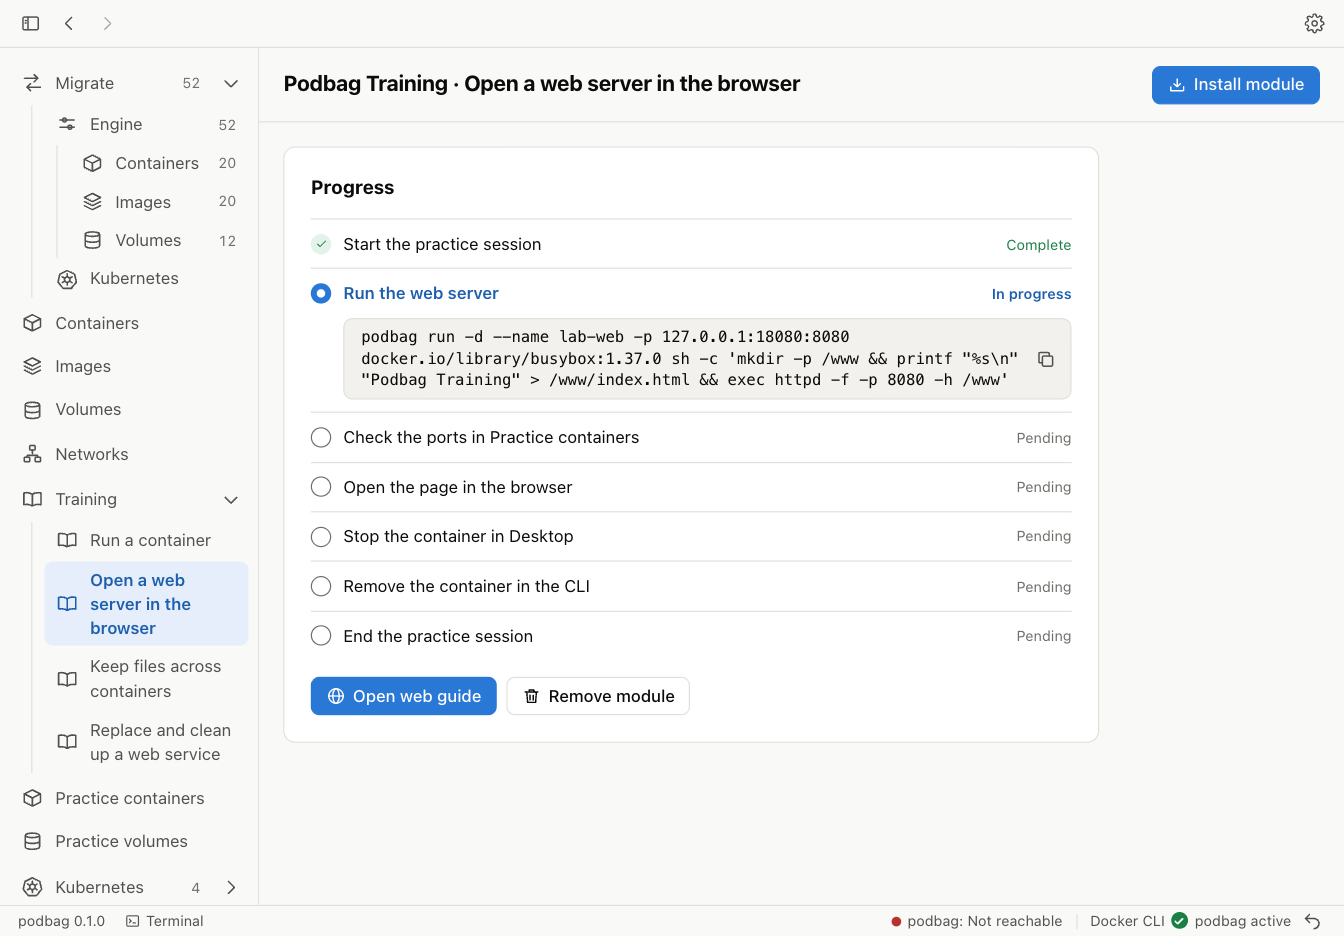 Podbag Training · Open a web server in the browser
Install module
Migrate 52
Engine 52
Containers 20
Images 20
Volumes 12
Kubernetes
Containers
Images
Volumes
Networks
Training
Run a container
Open a web
server in the
browser
Keep files across
containers
Replace and clean
up a web service
Practice containers
Practice volumes
Kubernetes 4
Progress
Start the practice session Complete
Run the web server In progress
podbag run -d --name lab-web -p 127.0.0.1:18080:8080
docker.io/library/busybox:1.37.0 sh -c 'mkdir -p /www && printf "%s\n"
"Podbag Training" > /www/index.html && exec httpd -f -p 8080 -h /www'
Check the ports in Practice containers Pending
Open the page in the browser Pending
Stop the container in Desktop Pending
Remove the container in the CLI Pending
End the practice session Pending
Open web guide
Remove module
podbag 0.1.0 Terminal podbag: Not reachable Docker CLI podbag active